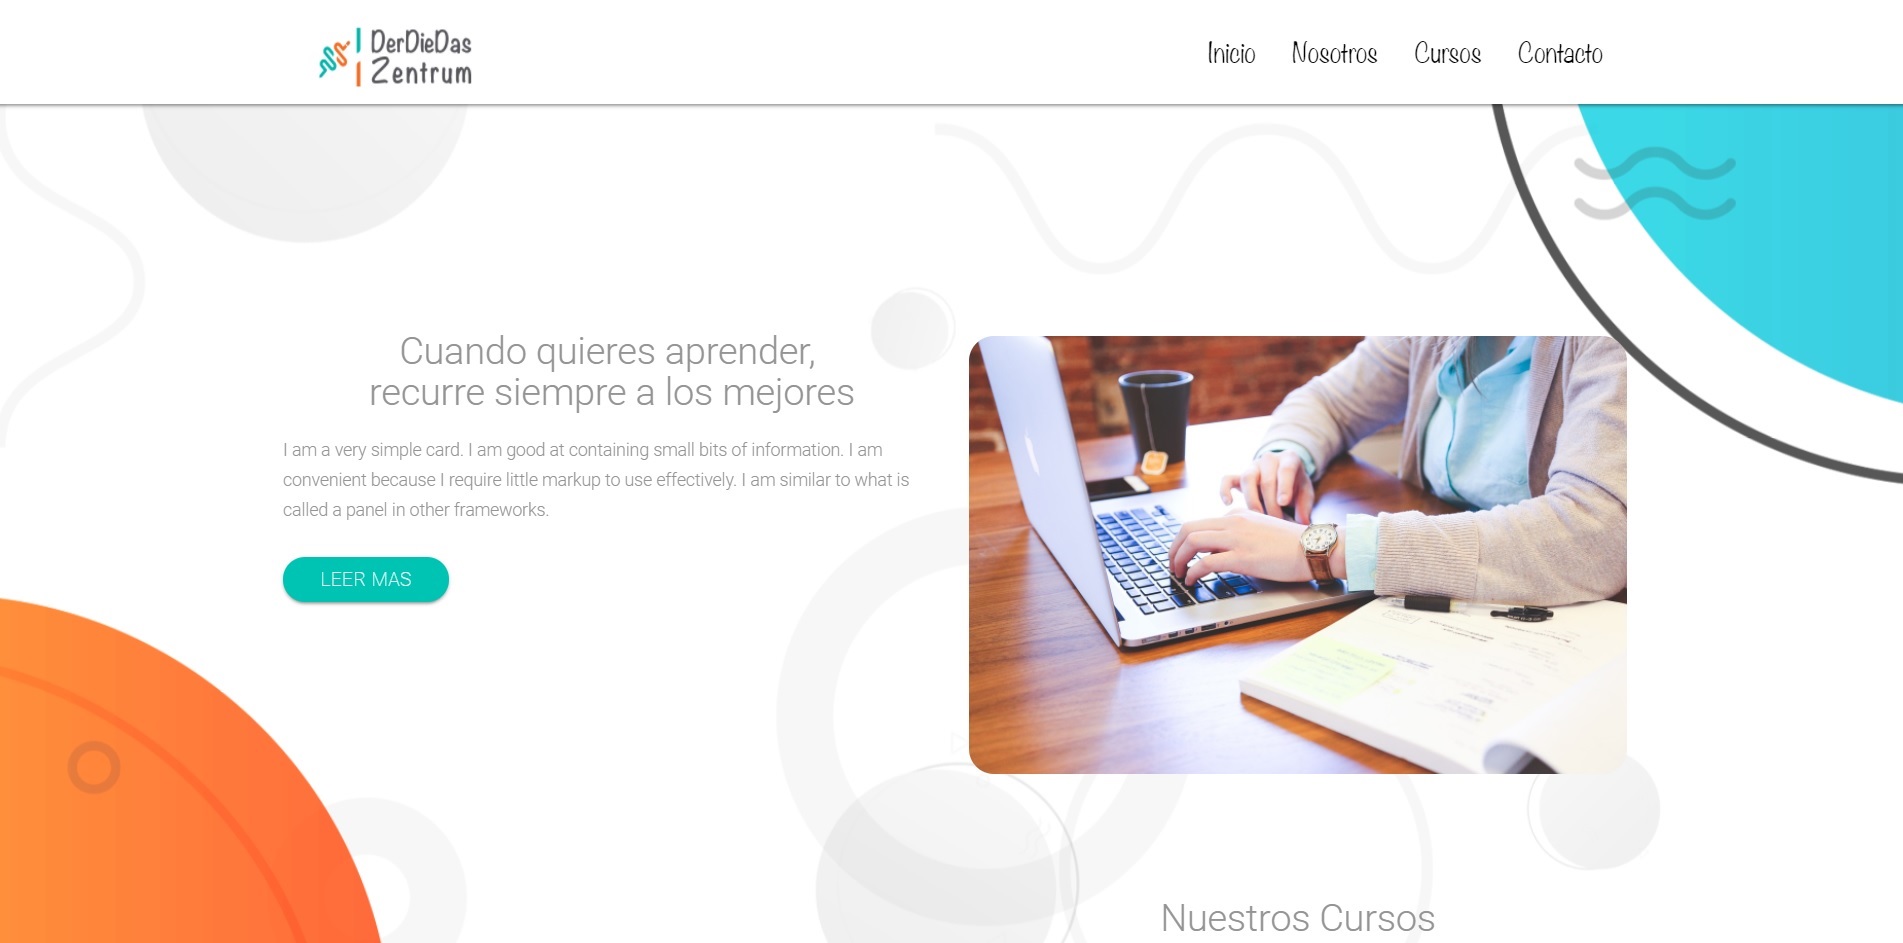 DerDieDas
Zentrum
Inicio Nosotros Cursos Contacto
Cuando quieres aprender,
recurre siempre a los mejores
I am a very simple card. I am good at containing small bits of information. I am
convenient because I require little markup to use effectively. I am similar to what is
called a panel in other frameworks.
LEER MAS
Nuestros Cursos